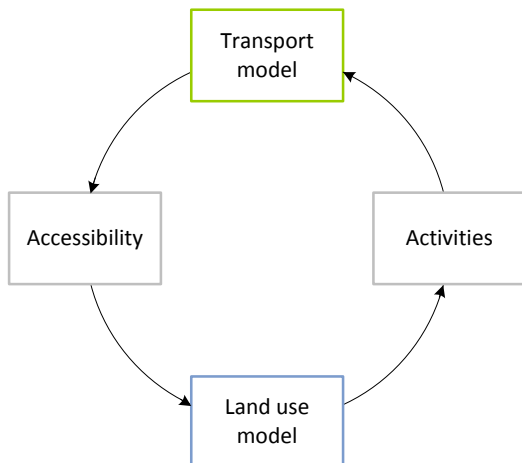 Transport
model
Accessibility
Activities
Land use
model